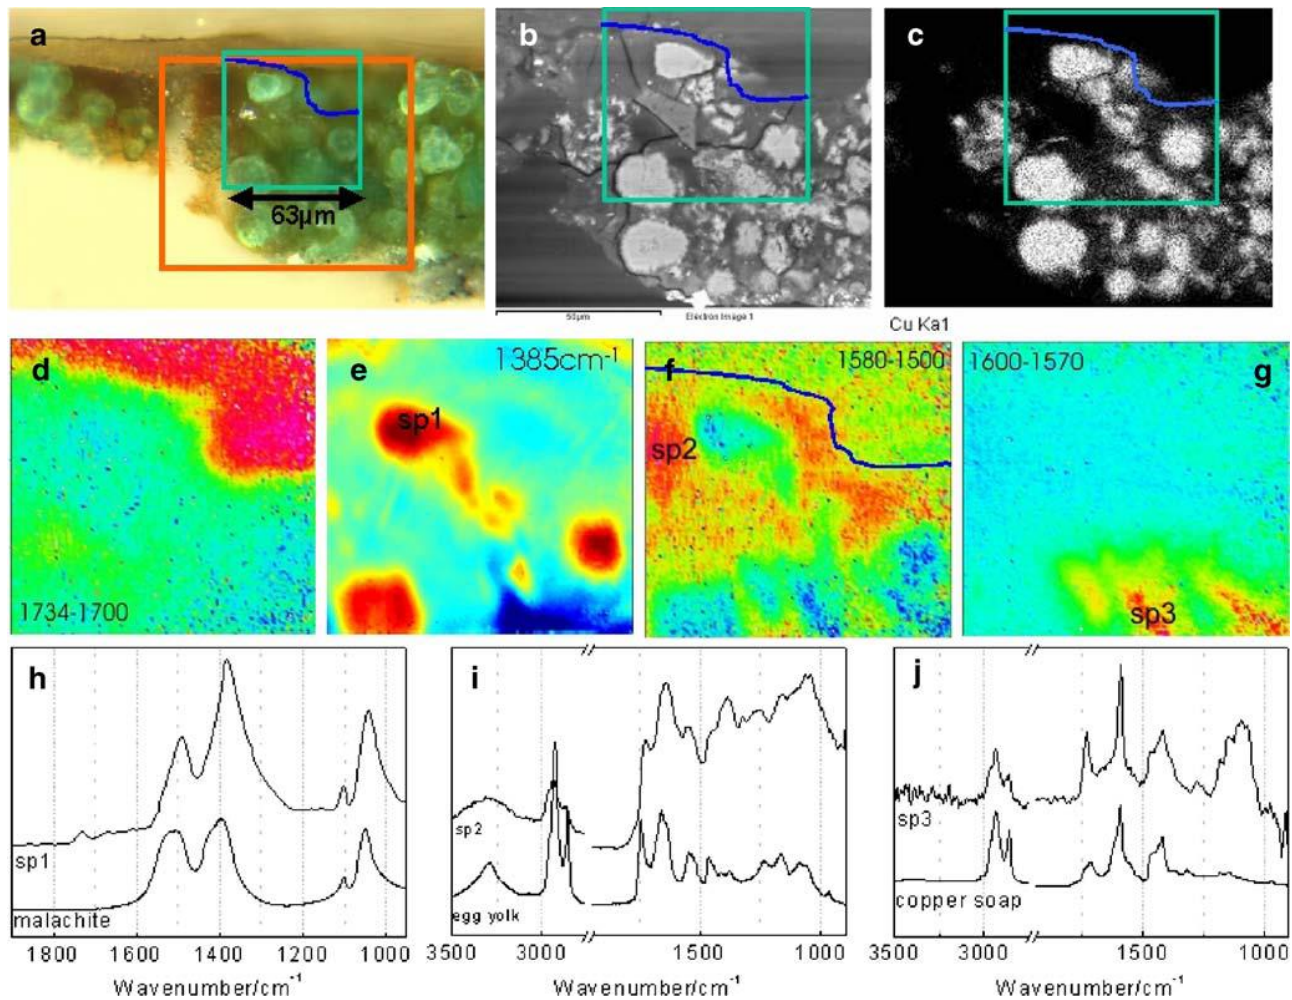 a
63µm
b
50µm
Electron Image 1
c
Cu Ka1
d
1734-1700
e
1385cm-1
sp1
f
1580-1500
sp2
1600-1570
g
sp3
h
sp1
malachite
1800 1600 1400 1200 1000
Wavenumber/cm-1
i
sp2
egg yolk
3500 3000 1500 1000
Wavenumber/cm-1
j
sp3
copper soap
3500 3000 1500 1000
Wavenumber/cm-1